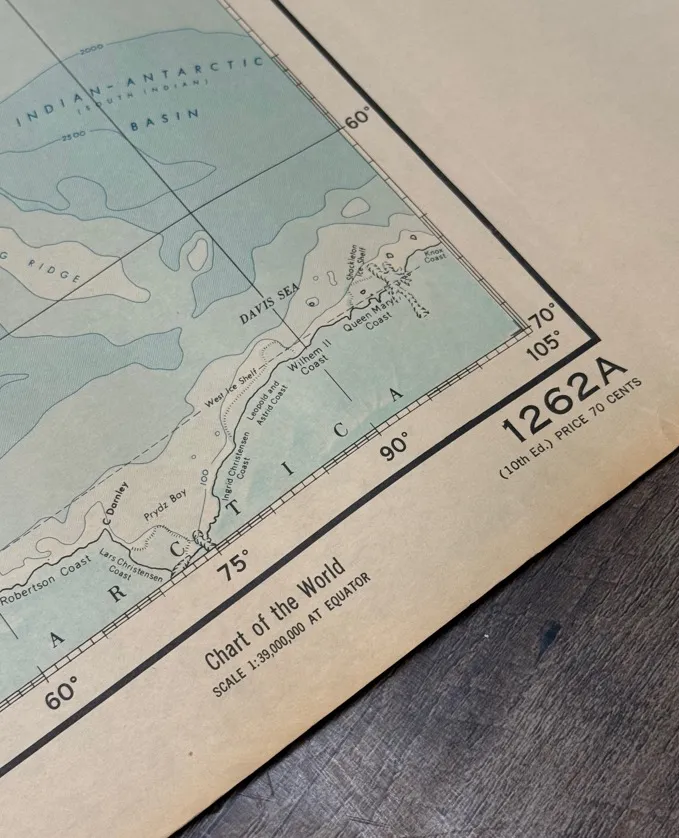 2000
INDIAN-ANTARCTIC
(SOUTH INDIAN)
BASIN
2500
60°
G RIDGE
Shackleton
Ice Shelf
Knox
Coast
DAVIS SEA
Queen Mary
Coast
70°
105°
Wilhem II
Coast
West Ice Shelf
Leopold and
Astrid Coast
1262A
(10th Ed.) PRICE 70 CENTS
90°
100
Ingrid Christensen
Coast
C Darnley
Prydz Bay
Lars Christensen
Coast
Robertson Coast
ARCTICA
75°
60°
Chart of the World
SCALE 1:39,000,000 AT EQUATOR